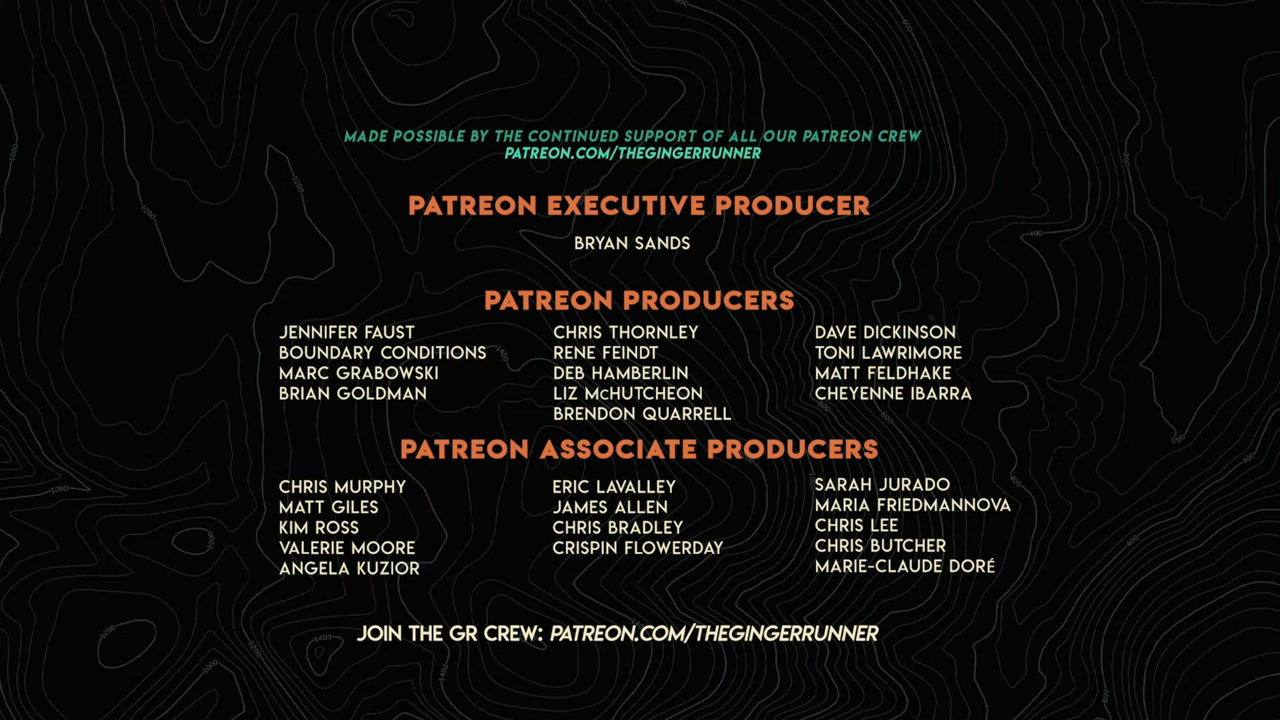 MADE POSSIBLE BY THE CONTINUED SUPPORT OF ALL OUR PATREON CREW
PATREON.COM/THEGINGERRUNNER
PATREON EXECUTIVE PRODUCER
BRYAN SANDS
PATREON PRODUCERS
JENNIFER FAUST
BOUNDARY CONDITIONS
MARC GRABOWSKI
BRIAN GOLDMAN
CHRIS THORNLEY
RENE FEINDT
DEB HAMBERLIN
LIZ McHUTCHEON
BRENDON QUARRELL
DAVE DICKINSON
TONI LAWRIMORE
MATT FELDHAKE
CHEYENNE IBARRA
PATREON ASSOCIATE PRODUCERS
CHRIS MURPHY
MATT GILES
KIM ROSS
VALERIE MOORE
ANGELA KUZIOR
ERIC LAVALLEY
JAMES ALLEN
CHRIS BRADLEY
CRISPIN FLOWERDAY
SARAH JURADO
MARIA FRIEDMANNOVA
CHRIS LEE
CHRIS BUTCHER
MARIE-CLAUDE DORÉ
JOIN THE GR CREW: PATREON.COM/THEGINGERRUNNER